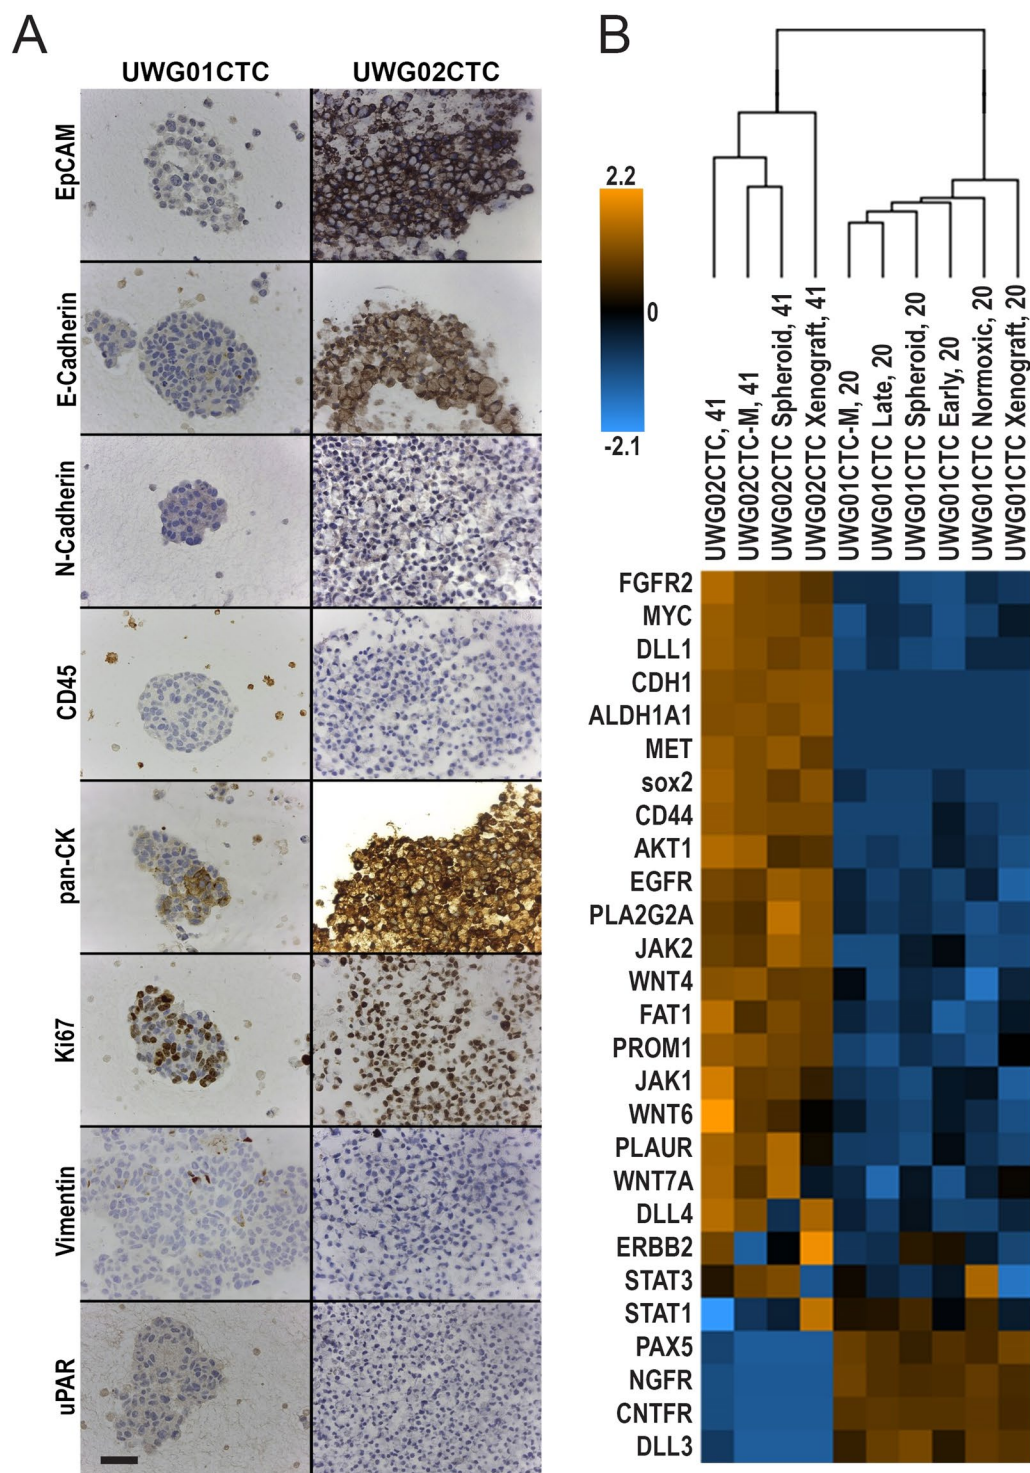 A
B
UWG01CTC
UWG02CTC
EpCAM
E-Cadherin
N-Cadherin
CD45
pan-CK
Ki67
Vimentin
uPAR
2.2
0
-2.1
UWG02CTC, 41
UWG02CTC-M, 41
UWG02CTC Spheroid, 41
UWG02CTC Xenograft, 41
UWG01CTC-M, 20
UWG01CTC Late, 20
UWG01CTC Spheroid, 20
UWG01CTC Early, 20
UWG01CTC Normoxic, 20
UWG01CTC Xenograft, 20
FGFR2
MYC
DLL1
CDH1
ALDH1A1
MET
sox2
CD44
AKT1
EGFR
PLA2G2A
JAK2
WNT4
FAT1
PROM1
JAK1
WNT6
PLAUR
WNT7A
DLL4
ERBB2
STAT3
STAT1
PAX5
NGFR
CNTFR
DLL3